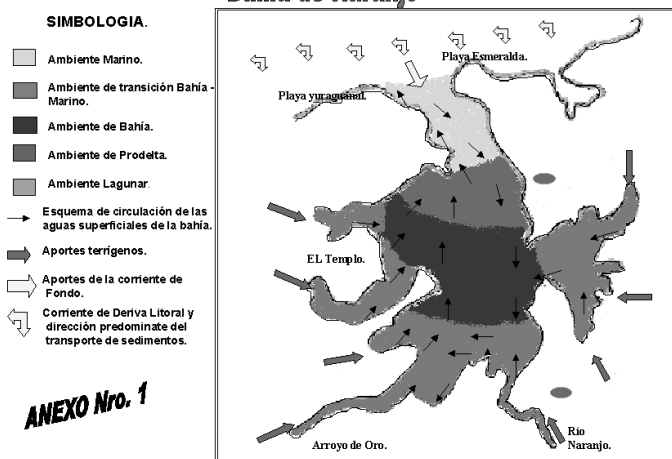 SIMBOLOGIA.
Ambiente Marino.
Ambiente de transición Bahía -
Marino.
Ambiente de Bahía.
Ambiente de Prodelta.
Ambiente Lagunar.
Esquema de circulación de las
aguas superficiales de la bahía.
Aportes terrígenos.
Aportes de la corriente de
Fondo.
Corriente de Deriva Litoral y
dirección predominate del
transporte de sedimentos.
ANEXO Nro. 1
Playa Esmeralda.
Playa yuraguanal.
EL Templo.
Arroyo de Oro.
Río
Naranjo.